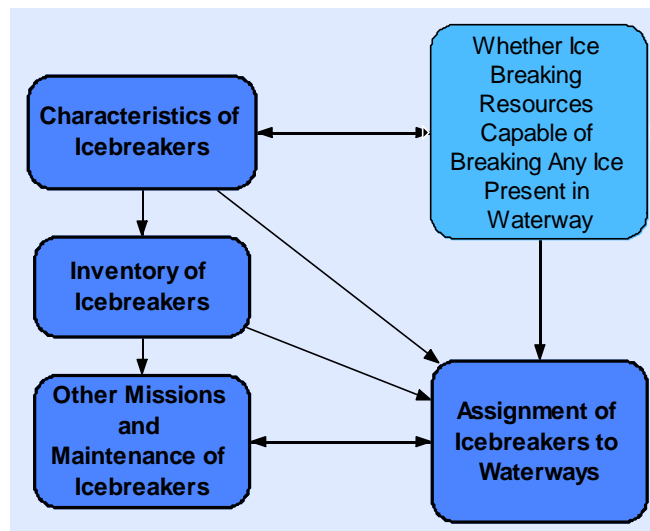 Characteristics of
Icebreakers
Whether Ice
Breaking
Resources
Capable of
Breaking Any Ice
Present in
Waterway
Inventory of
Icebreakers
Other Missions
and
Maintenance of
Icebreakers
Assignment of
Icebreakers to
Waterways